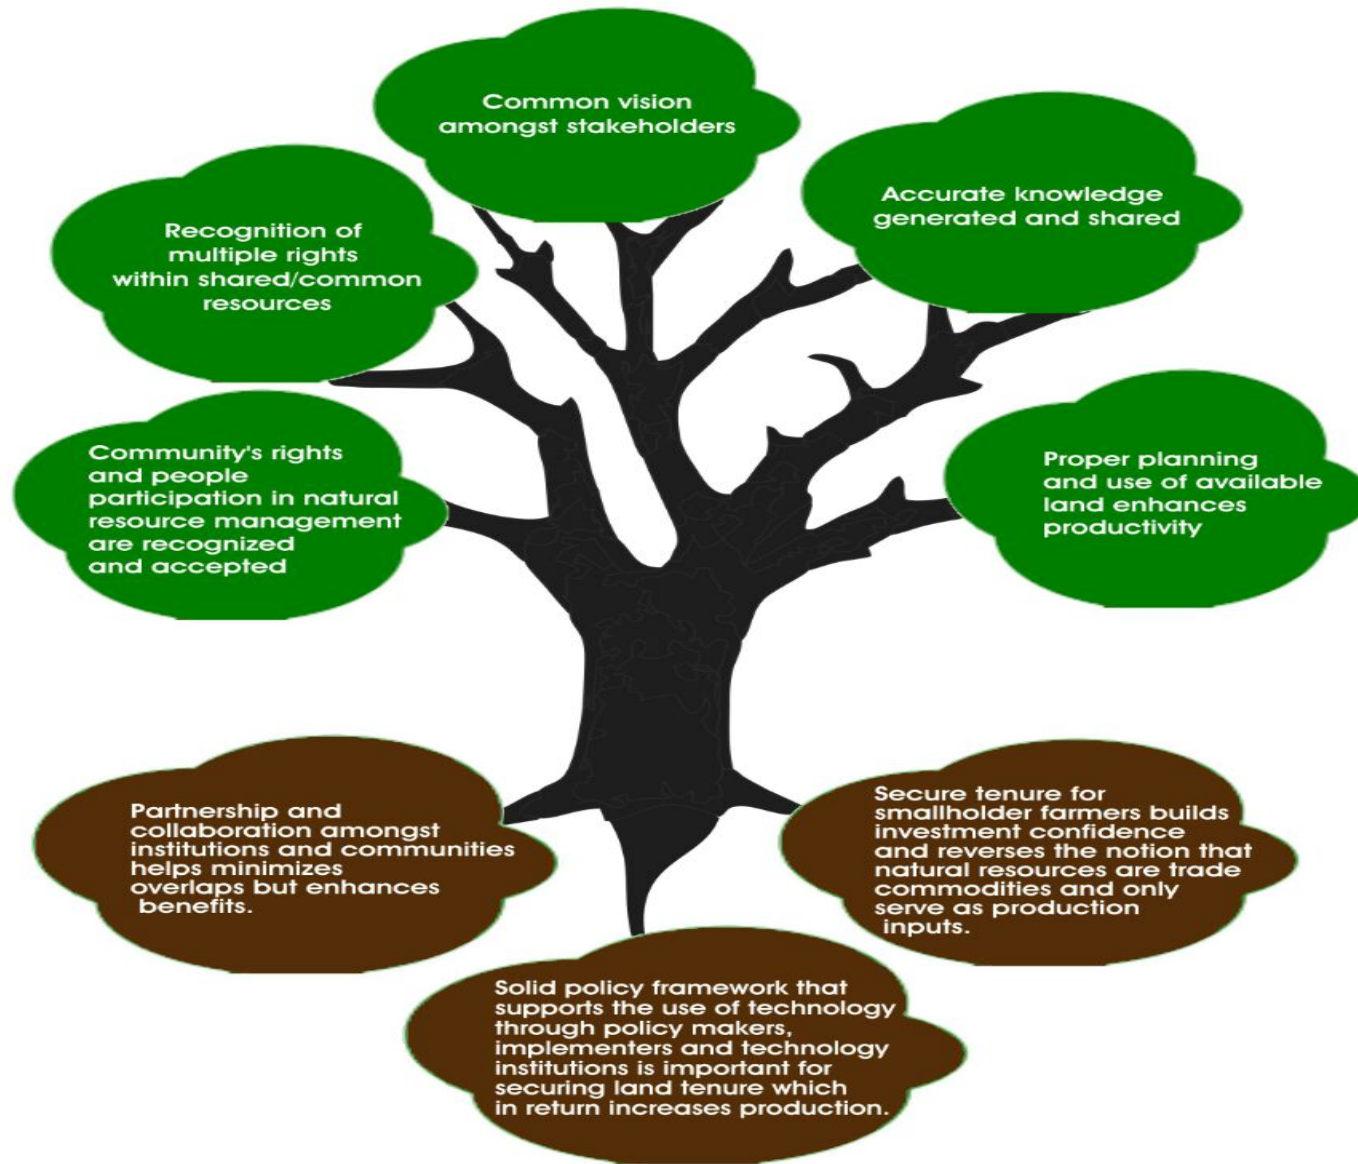 Common vision
amongst stakeholders
Accurate knowledge
generated and shared
Recognition of
multiple rights
within shared/common
resources
Community's rights
and people
participation in natural
resource management
are recognized
and accepted
Proper planning
and use of available
land enhances
productivity
Partnership and
collaboration amongst
institutions and communities
helps minimizes
overlaps but enhances
benefits.
Secure tenure for
smallholder farmers builds
investment confidence
and reverses the notion that
natural resources are trade
commodities and only
serve as production
inputs.
Solid policy framework that
supports the use of technology
through policy makers,
implementers and technology
institutions is important for
securing land tenure which
in return increases production.